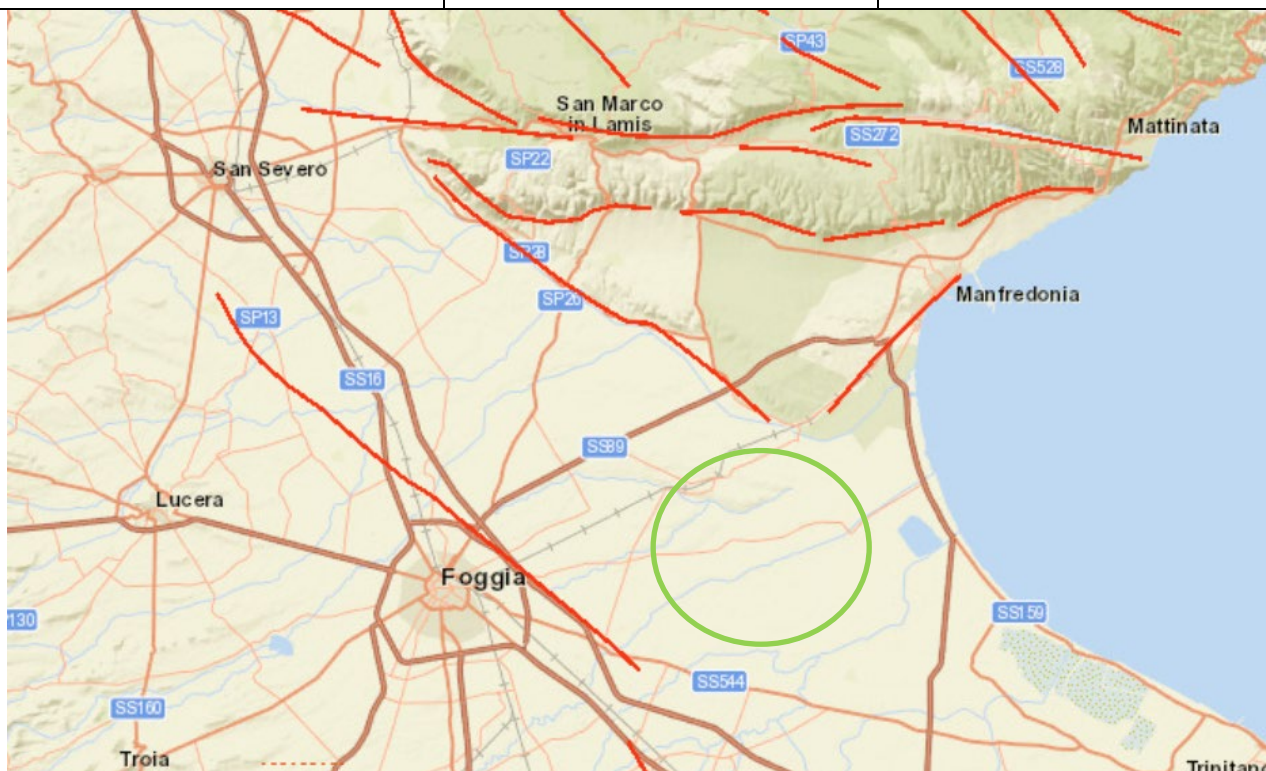 SP43
SS528
San Marco
in Lamis
Mattinata
SS272
SP22
San Severo
SP28
SP26
Manfredonia
SP13
SS16
SS89
Lucera
Foggia
130
SS159
SS544
SS160
Troia
Trinitap